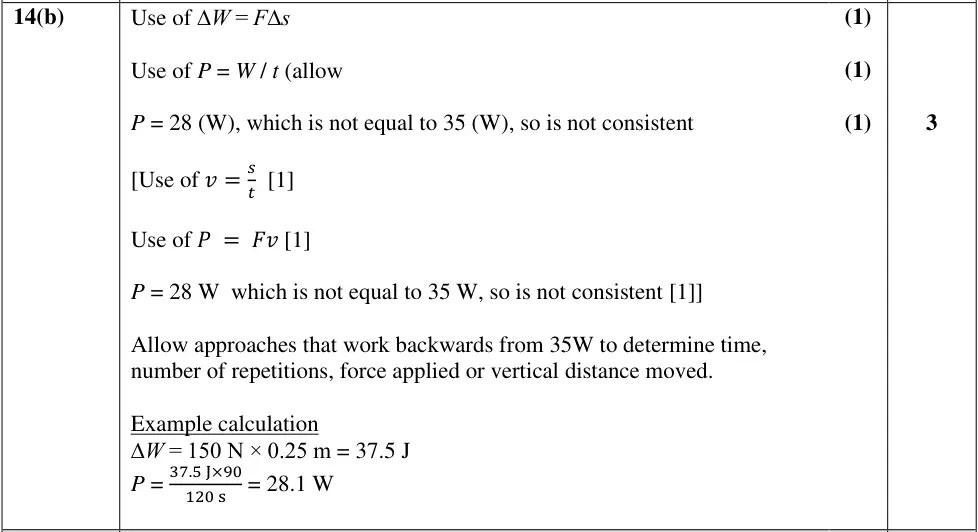 14(b) Use of ΔW = FΔs (1)
Use of P = W / t (allow (1)
P = 28 (W), which is not equal to 35 (W), so is not consistent (1) 3
[Use of v = s/t [1]
Use of P = Fv [1]
P = 28 W which is not equal to 35 W, so is not consistent [1]]
Allow approaches that work backwards from 35W to determine time,
number of repetitions, force applied or vertical distance moved.
Example calculation
ΔW = 150 N × 0.25 m = 37.5 J
P = 37.5 J×90/120 s = 28.1 W